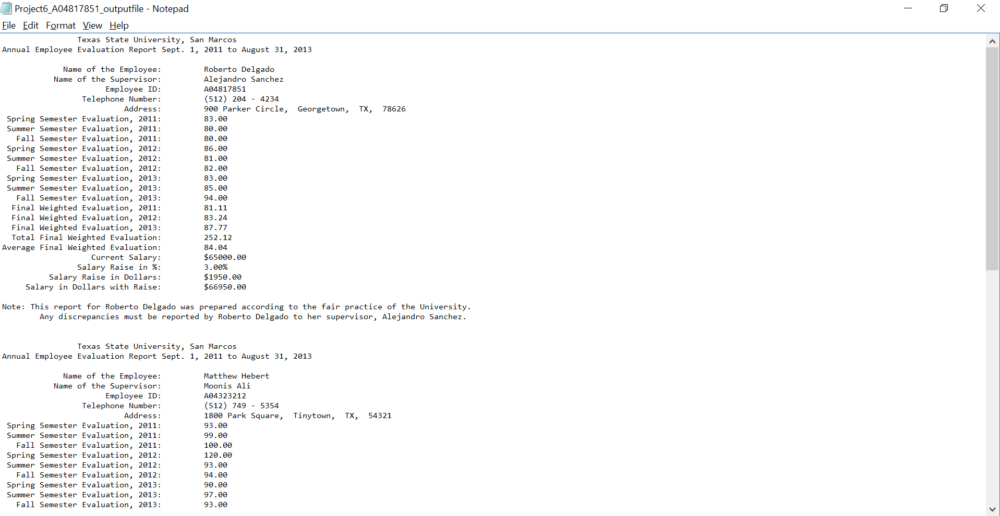 Project6_A04817851_outputfile - Notepad
File Edit Format View Help
Texas State University, San Marcos
Annual Employee Evaluation Report Sept. 1, 2011 to August 31, 2013
Name of the Employee: Roberto Delgado
Name of the Supervisor: Alejandro Sanchez
Employee ID: A04817851
Telephone Number: (512) 204 - 4234
Address: 900 Parker Circle, Georgetown, TX, 78626
Spring Semester Evaluation, 2011: 83.00
Summer Semester Evaluation, 2011: 80.00
Fall Semester Evaluation, 2011: 80.00
Spring Semester Evaluation, 2012: 86.00
Summer Semester Evaluation, 2012: 81.00
Fall Semester Evaluation, 2012: 82.00
Spring Semester Evaluation, 2013: 83.00
Summer Semester Evaluation, 2013: 85.00
Fall Semester Evaluation, 2013: 94.00
Final Weighted Evaluation, 2011: 81.11
Final Weighted Evaluation, 2012: 83.24
Final Weighted Evaluation, 2013: 87.77
Total Final Weighted Evaluation: 252.12
Average Final Weighted Evaluation: 84.04
Current Salary: $65000.00
Salary Raise in %: 3.00%
Salary Raise in Dollars: $1950.00
Salary in Dollars with Raise: $66950.00
Note: This report for Roberto Delgado was prepared according to the fair practice of the University.
Any discrepancies must be reported by Roberto Delgado to her supervisor, Alejandro Sanchez.
Texas State University, San Marcos
Annual Employee Evaluation Report Sept. 1, 2011 to August 31, 2013
Name of the Employee: Matthew Hebert
Name of the Supervisor: Moonis Ali
Employee ID: A04323212
Telephone Number: (512) 749 - 5354
Address: 1800 Park Square, Tinytown, TX, 54321
Spring Semester Evaluation, 2011: 93.00
Summer Semester Evaluation, 2011: 99.00
Fall Semester Evaluation, 2011: 100.00
Spring Semester Evaluation, 2012: 120.00
Summer Semester Evaluation, 2012: 93.00
Fall Semester Evaluation, 2012: 94.00
Spring Semester Evaluation, 2013: 90.00
Summer Semester Evaluation, 2013: 97.00
Fall Semester Evaluation, 2013: 93.00